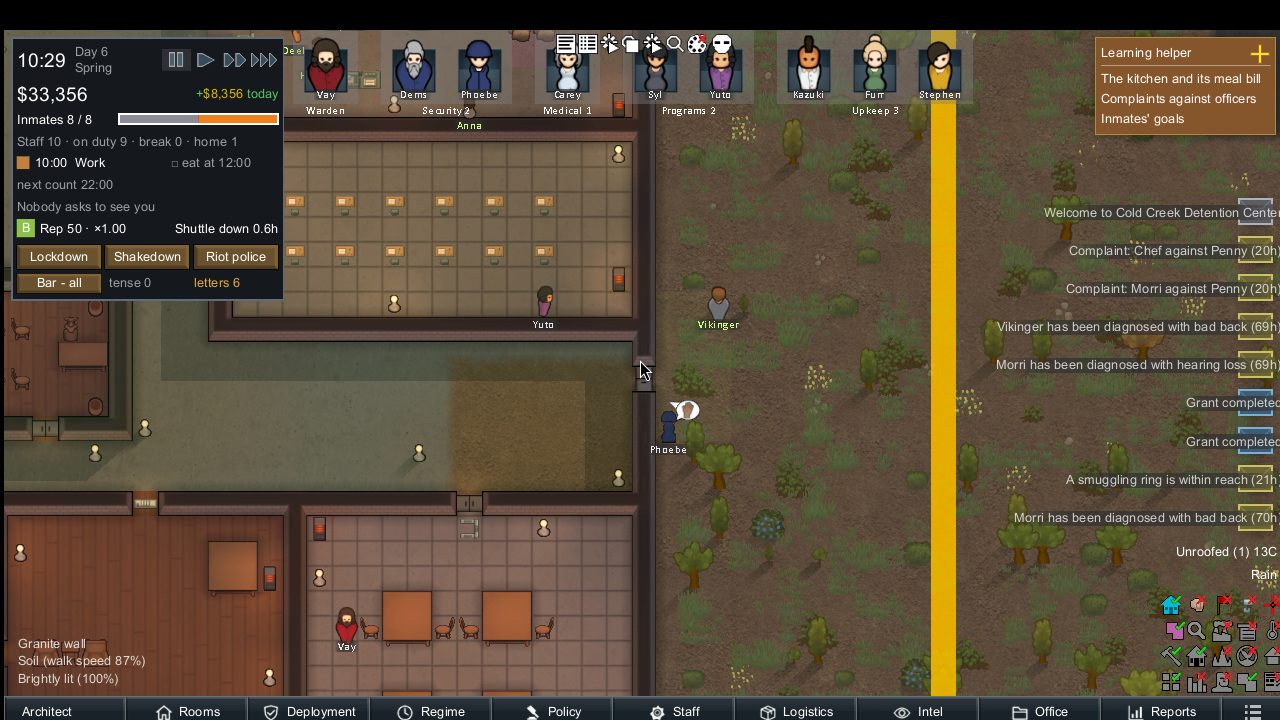 10:29
Day 6
Spring
$33,356
+$8,356 today
Inmates 8 / 8
Staff 10 · on duty 9 · break 0 · home 1
10:00 Work
eat at 12:00
next count 22:00
Nobody asks to see you
B Rep 50 · ×1.00
Shuttle down 0.6h
Lockdown
Shakedown
Riot police
Bar - all
tense 0
letters 6
Vay
Dems
Phoebe
Carey
Syl
Yuto
Kazuki
Furr
Stephen
Warden
Security 2
Medical 1
Programs 2
Upkeep 3
Anna
Learning helper
The kitchen and its meal bill
Complaints against officers
Inmates' goals
Welcome to Cold Creek Detention Center
Complaint: Chef against Penny (20h)
Complaint: Morri against Penny (20h)
Vikinger has been diagnosed with bad back (69h)
Morri has been diagnosed with hearing loss (69h)
Grant completed
Grant completed
A smuggling ring is within reach (21h)
Morri has been diagnosed with bad back (70h)
Unroofed (1) 13C
Rain
Yuto
Vikinger
Phoebe
Vay
Granite wall
Soil (walk speed 87%)
Brightly lit (100%)
Architect
Rooms
Deployment
Regime
Policy
Staff
Logistics
Intel
Office
Reports